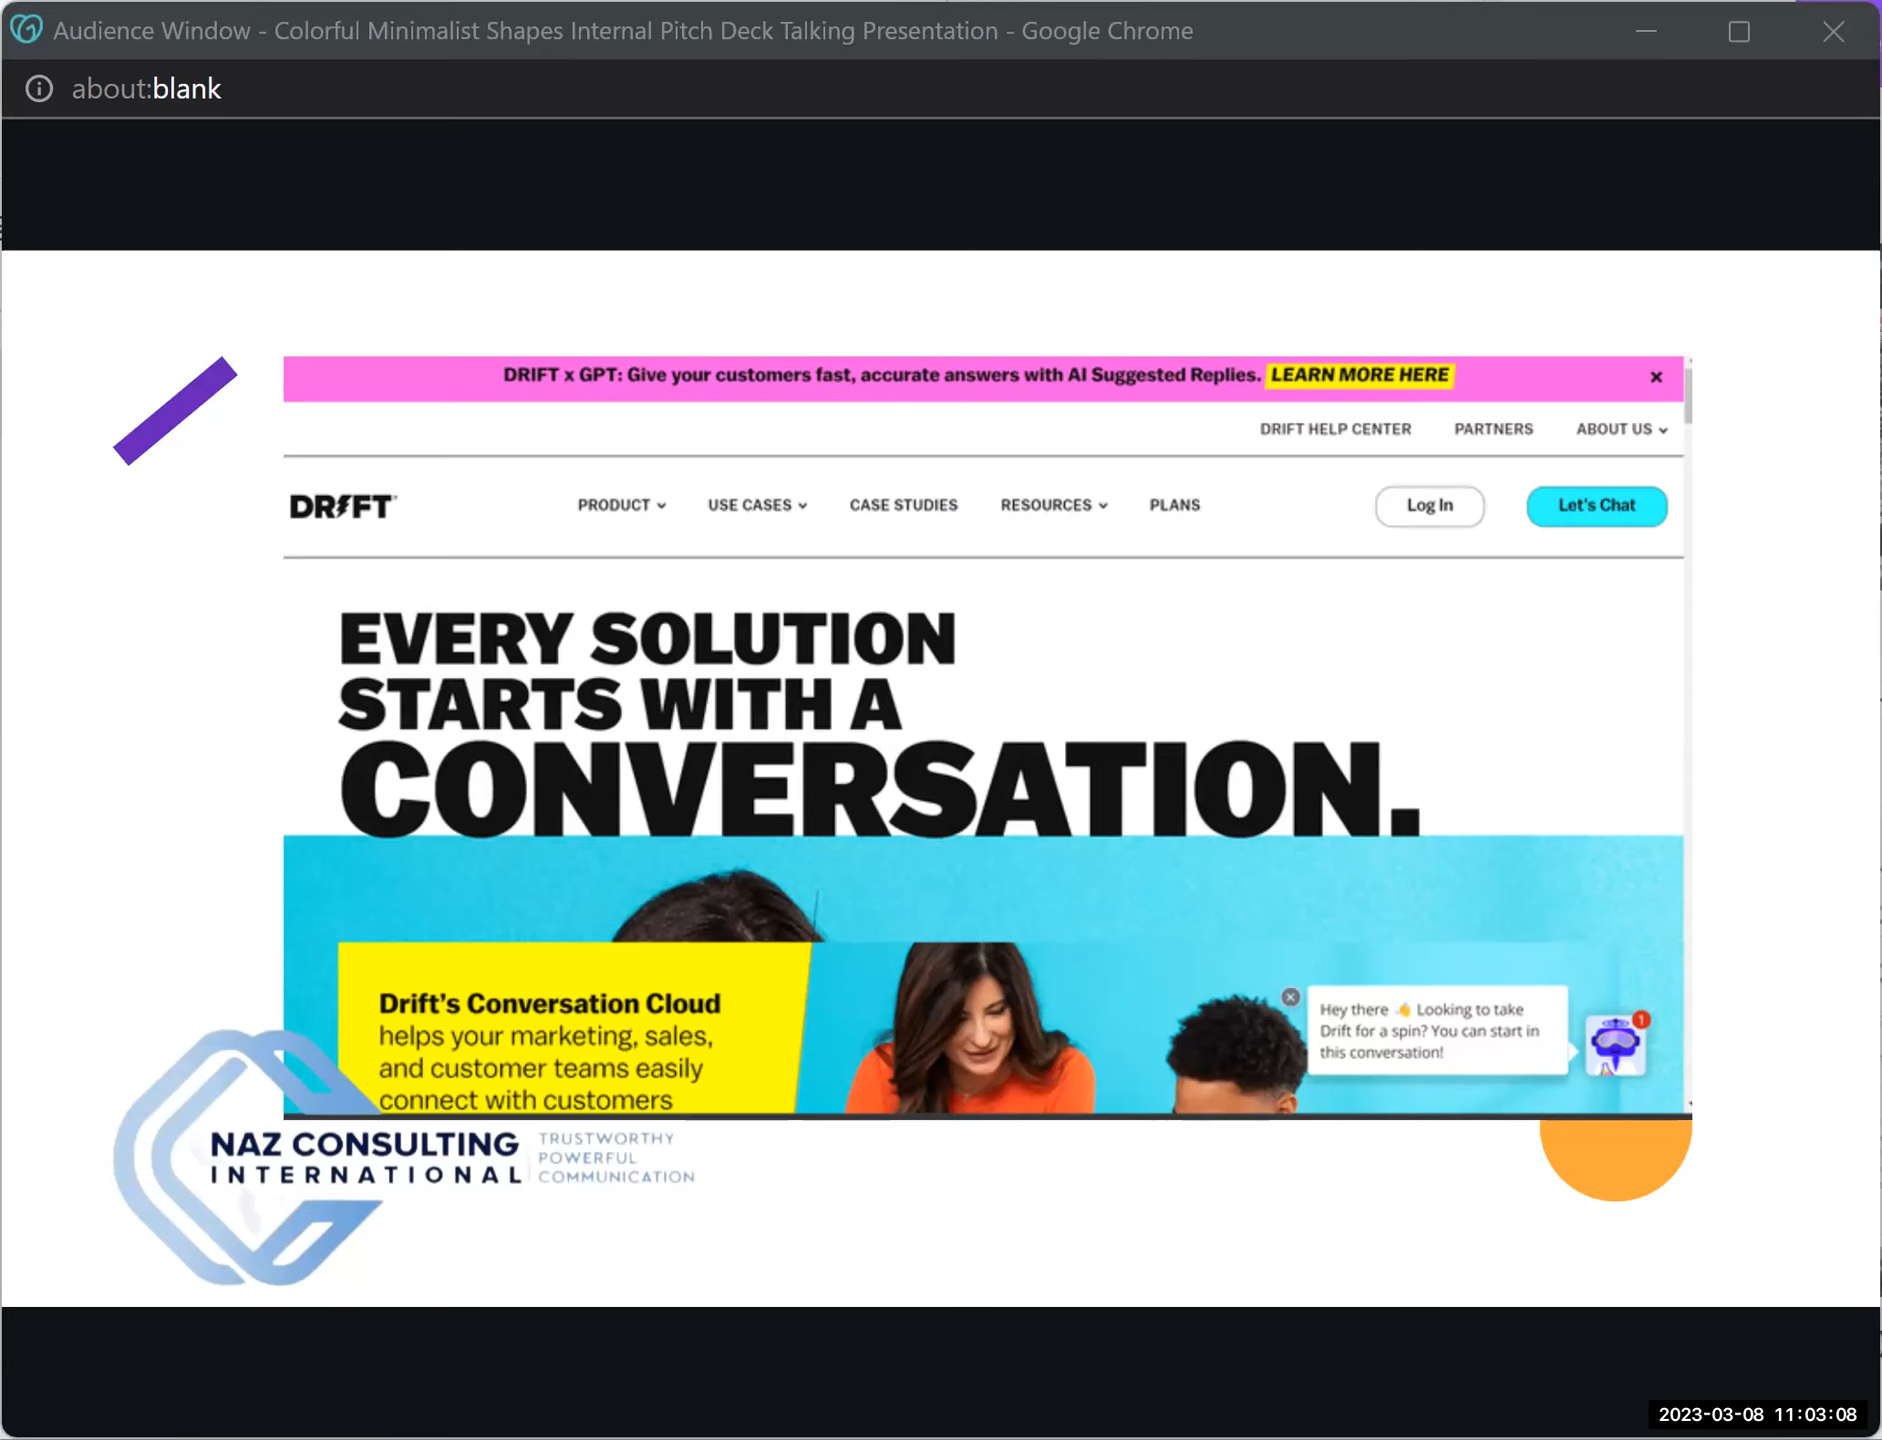 Audience Window - Colorful Minimalist Shapes Internal Pitch Deck Talking Presentation - Google Chrome
about:blank
DRIFT x GPT: Give your customers fast, accurate answers with AI Suggested Replies. LEARN MORE HERE
DRIFT HELP CENTER PARTNERS ABOUT US
DRIFT PRODUCT USE CASES CASE STUDIES RESOURCES PLANS Log In Let's Chat
EVERY SOLUTION
STARTS WITH A
CONVERSATION.
Drift's Conversation Cloud
helps your marketing, sales,
and customer teams easily
connect with customers
Hey there 👋 Looking to take
Drift for a spin? You can start in
this conversation!
1
NAZ CONSULTING
INTERNATIONAL
TRUSTWORTHY
POWERFUL
COMMUNICATION
2023-03-08 11:03:08